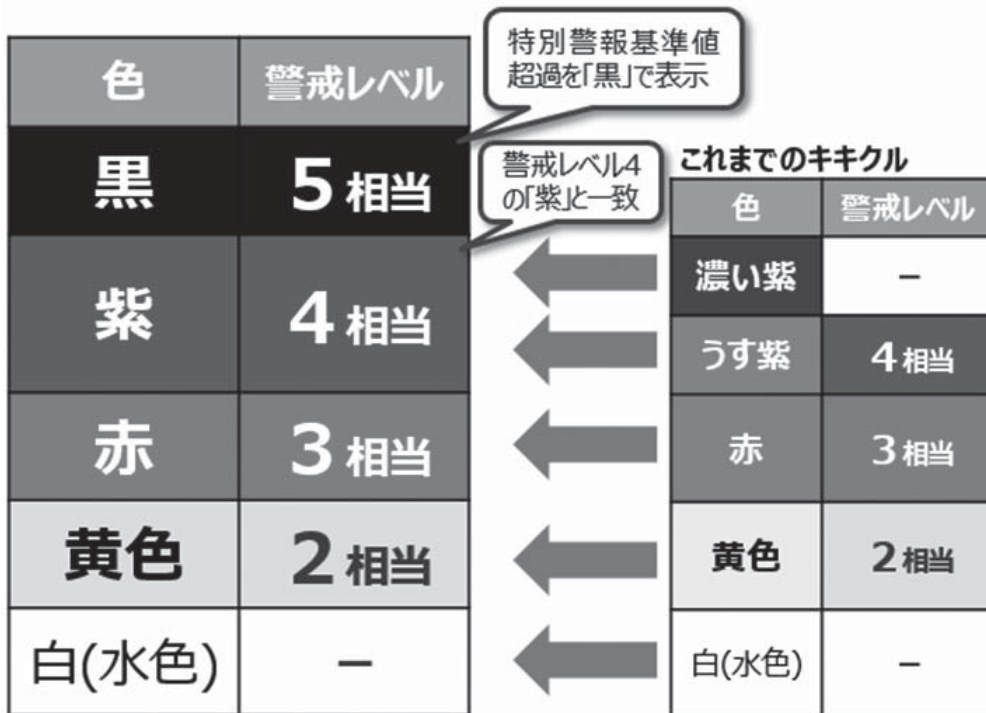 特別警報基準値
超過を「黒」で表示
色 警戒レベル
黒 5相当
紫 4相当
赤 3相当
黄色 2相当
白(水色) −
警戒レベル4
の「紫」と一致
これまでのキキクル
色 警戒レベル
濃い紫 −
うす紫 4相当
赤 3相当
黄色 2相当
白(水色) −